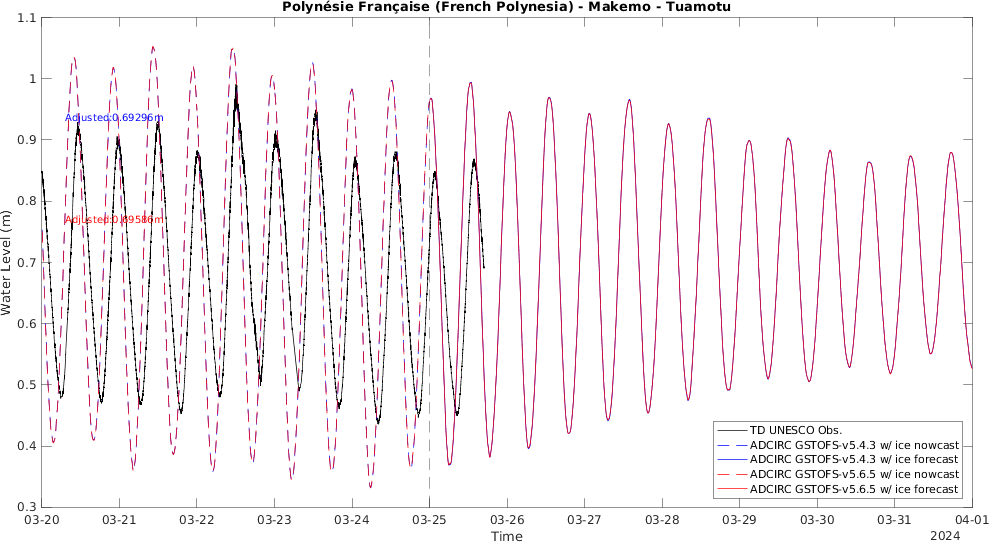 Polynésie Française (French Polynesia) - Makemo - Tuamotu
1.1
1
0.9
0.8
0.7
0.6
0.5
0.4
0.3
Water Level (m)
Adjusted:0.69296m
Adjusted:0.69586m
TD UNESCO Obs.
ADCIRC GSTOFS-v5.4.3 w/ ice nowcast
ADCIRC GSTOFS-v5.4.3 w/ ice forecast
ADCIRC GSTOFS-v5.6.5 w/ ice nowcast
ADCIRC GSTOFS-v5.6.5 w/ ice forecast
03-20 03-21 03-22 03-23 03-24 03-25 03-26 03-27 03-28 03-29 03-30 03-31 04-01
Time
2024